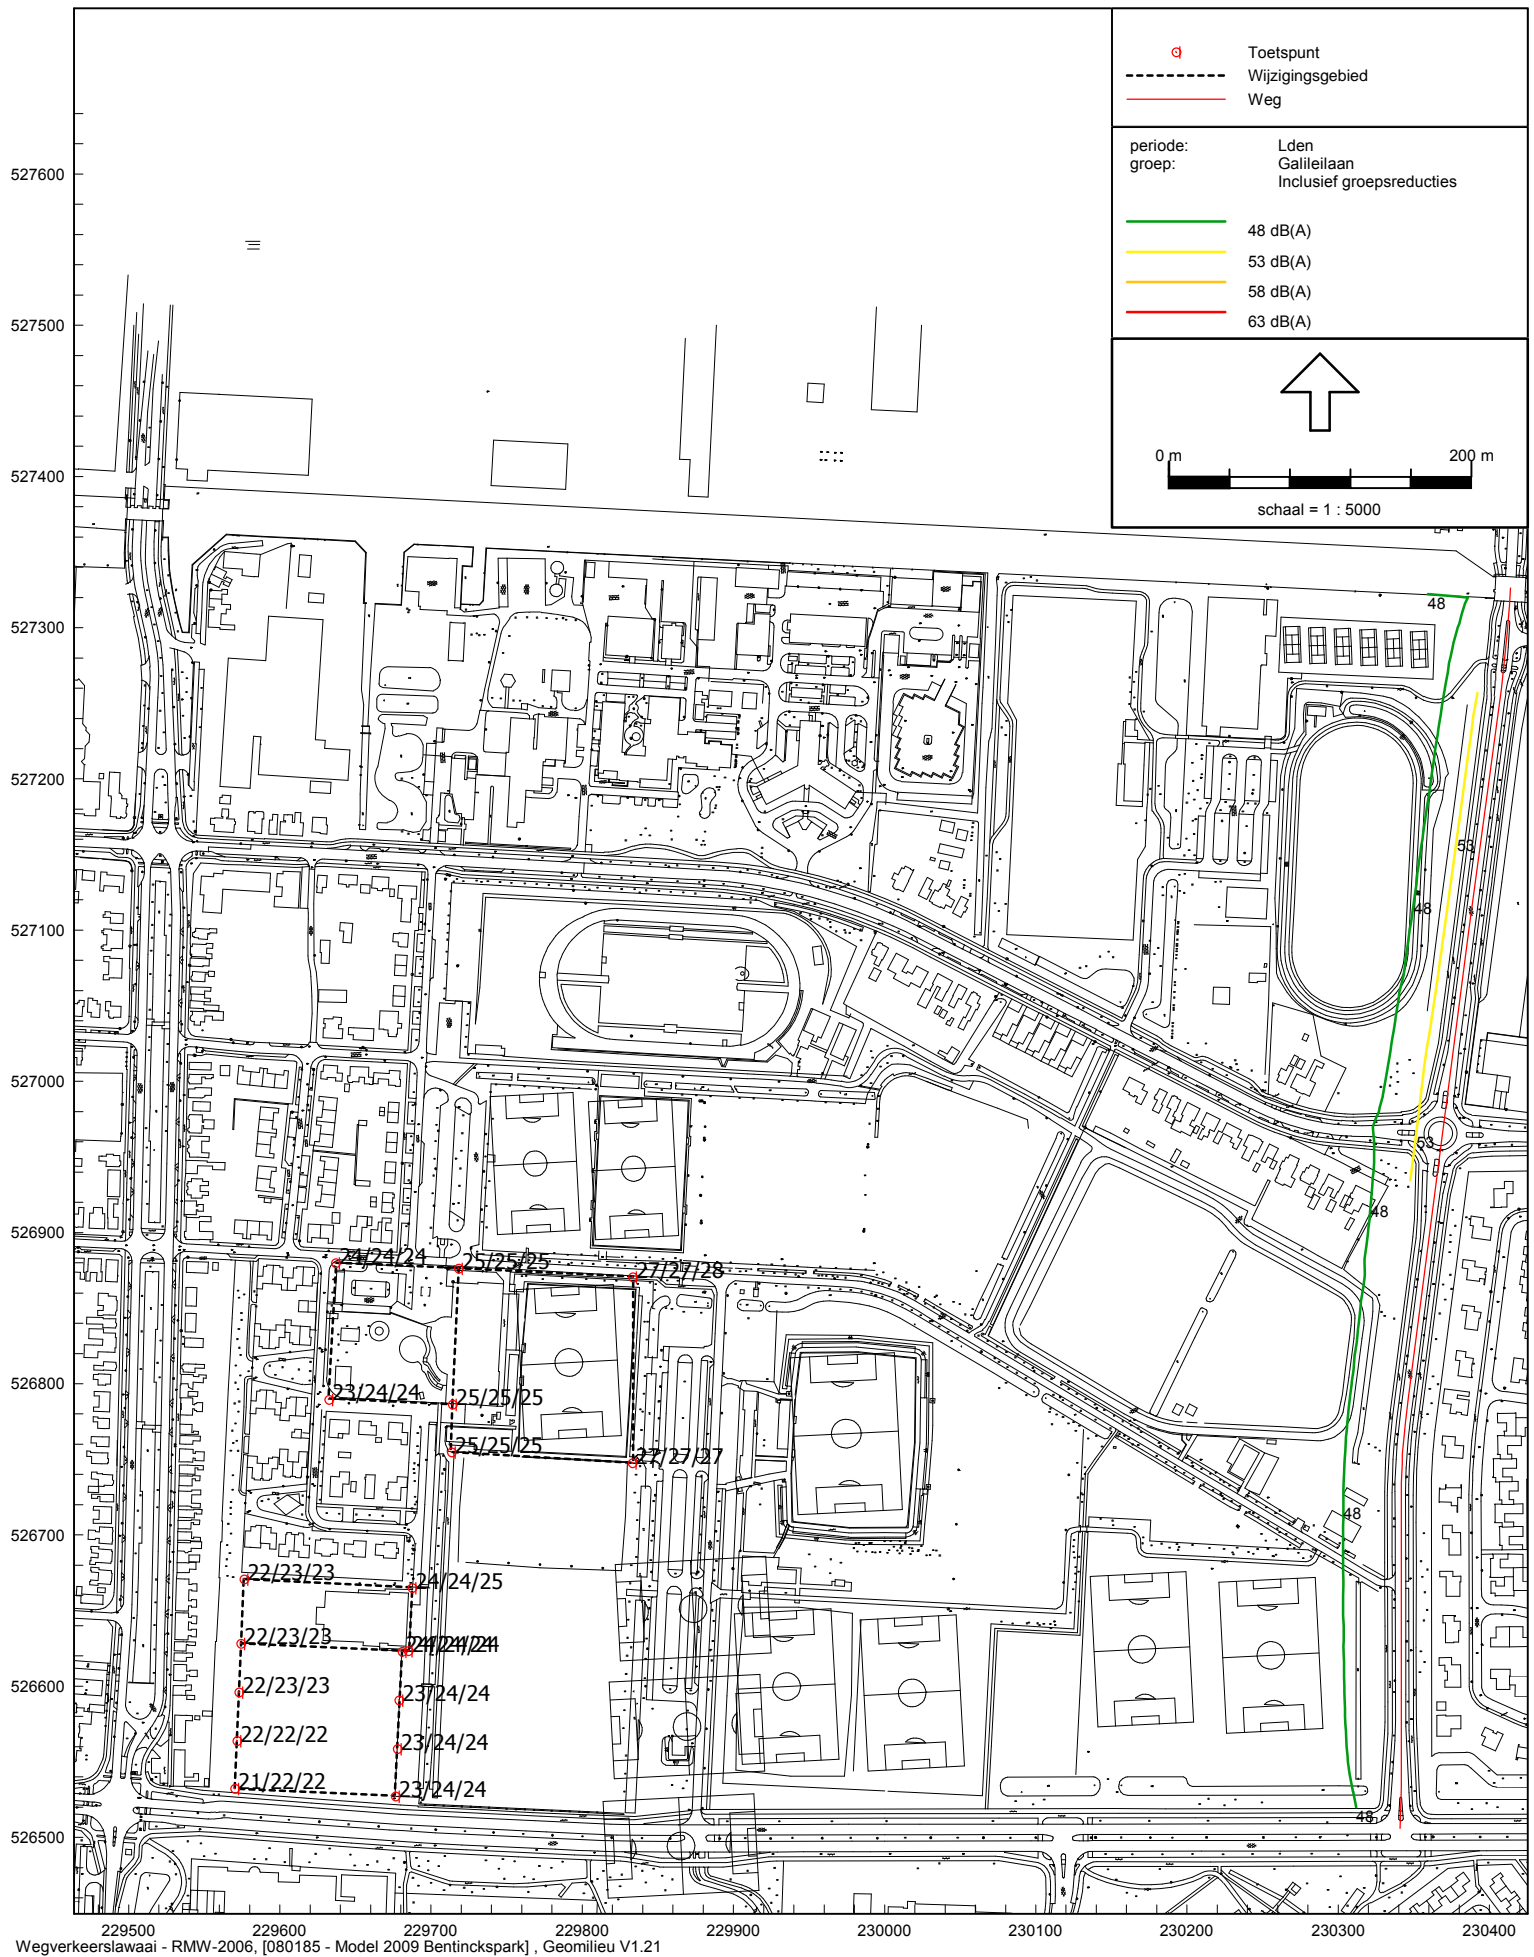 Toetspunt
Wijzigingsgebied
Weg
periode: Lden
groep: Galileilaan
Inclusief groepsreducties
48 dB(A)
53 dB(A)
58 dB(A)
63 dB(A)
0 m 200 m
schaal = 1 : 5000
527600
527500
527400
527300
527200
527100
527000
526900
526800
526700
526600
526500
48
53
48
53
48
48
48
24/24/24
25/25/25
27/27/28
23/24/24
25/25/25
25/25/25
27/27/27
22/23/23
24/24/25
22/23/23
24/24/24
22/23/23
23/24/24
22/22/22
23/24/24
21/22/22
23/24/24
229500 229600 229700 229800 229900 230000 230100 230200 230300 230400
Wegverkeerslawaai - RMW-2006, [080185 - Model 2009 Bentinckspark] , Geomilieu V1.21